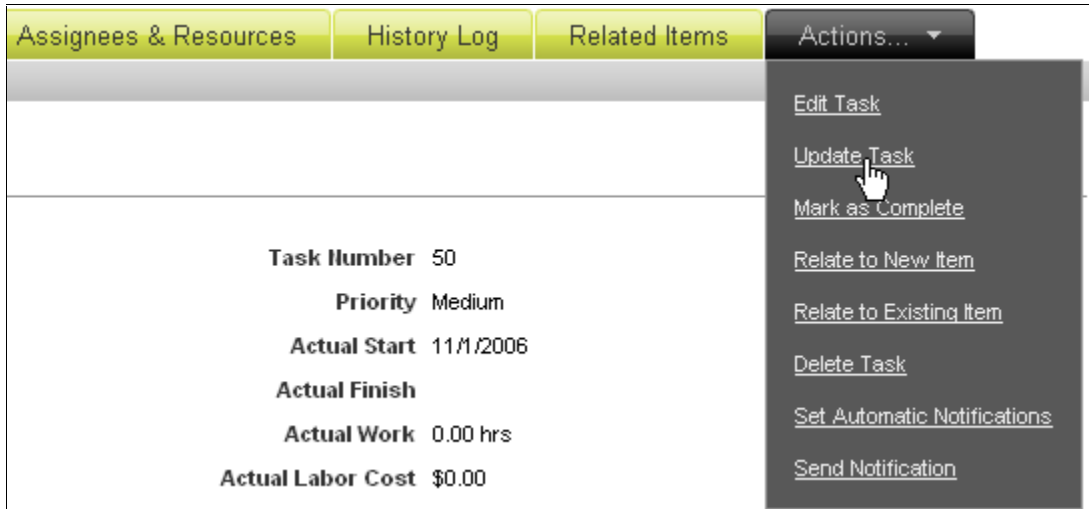 Assignees & Resources History Log Related Items Actions...
Edit Task
Update Task
Mark as Complete
Task Number 50 Relate to New Item
Priority Medium Relate to Existing Item
Actual Start 11/1/2006
Actual Finish Delete Task
Actual Work 0.00 hrs Set Automatic Notifications
Actual Labor Cost $0.00 Send Notification